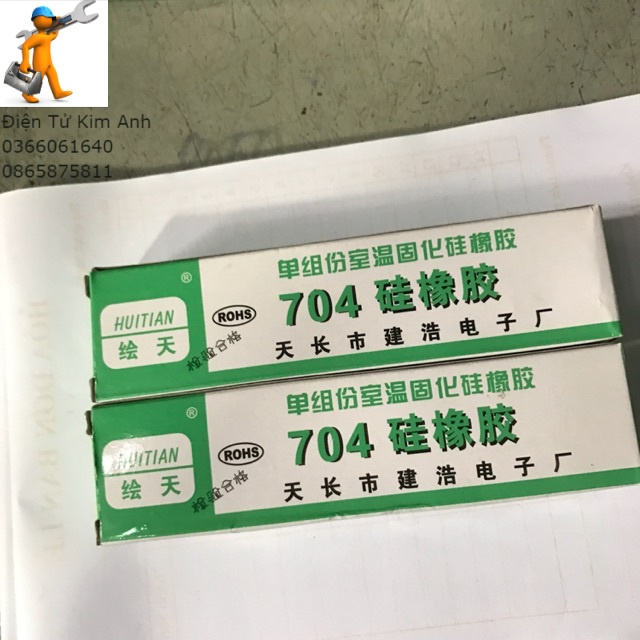 Điện Tử Kim Anh
0366061640
0865875811
HUITIAN
绘天
®
ROHS
检验合格
单组份室温固化硅橡胶
704 硅橡胶
天长市建浩电子厂
HUITIAN
绘天
®
ROHS
检验合格
单组份室温固化硅橡胶
704 硅橡胶
天长市建浩电子厂